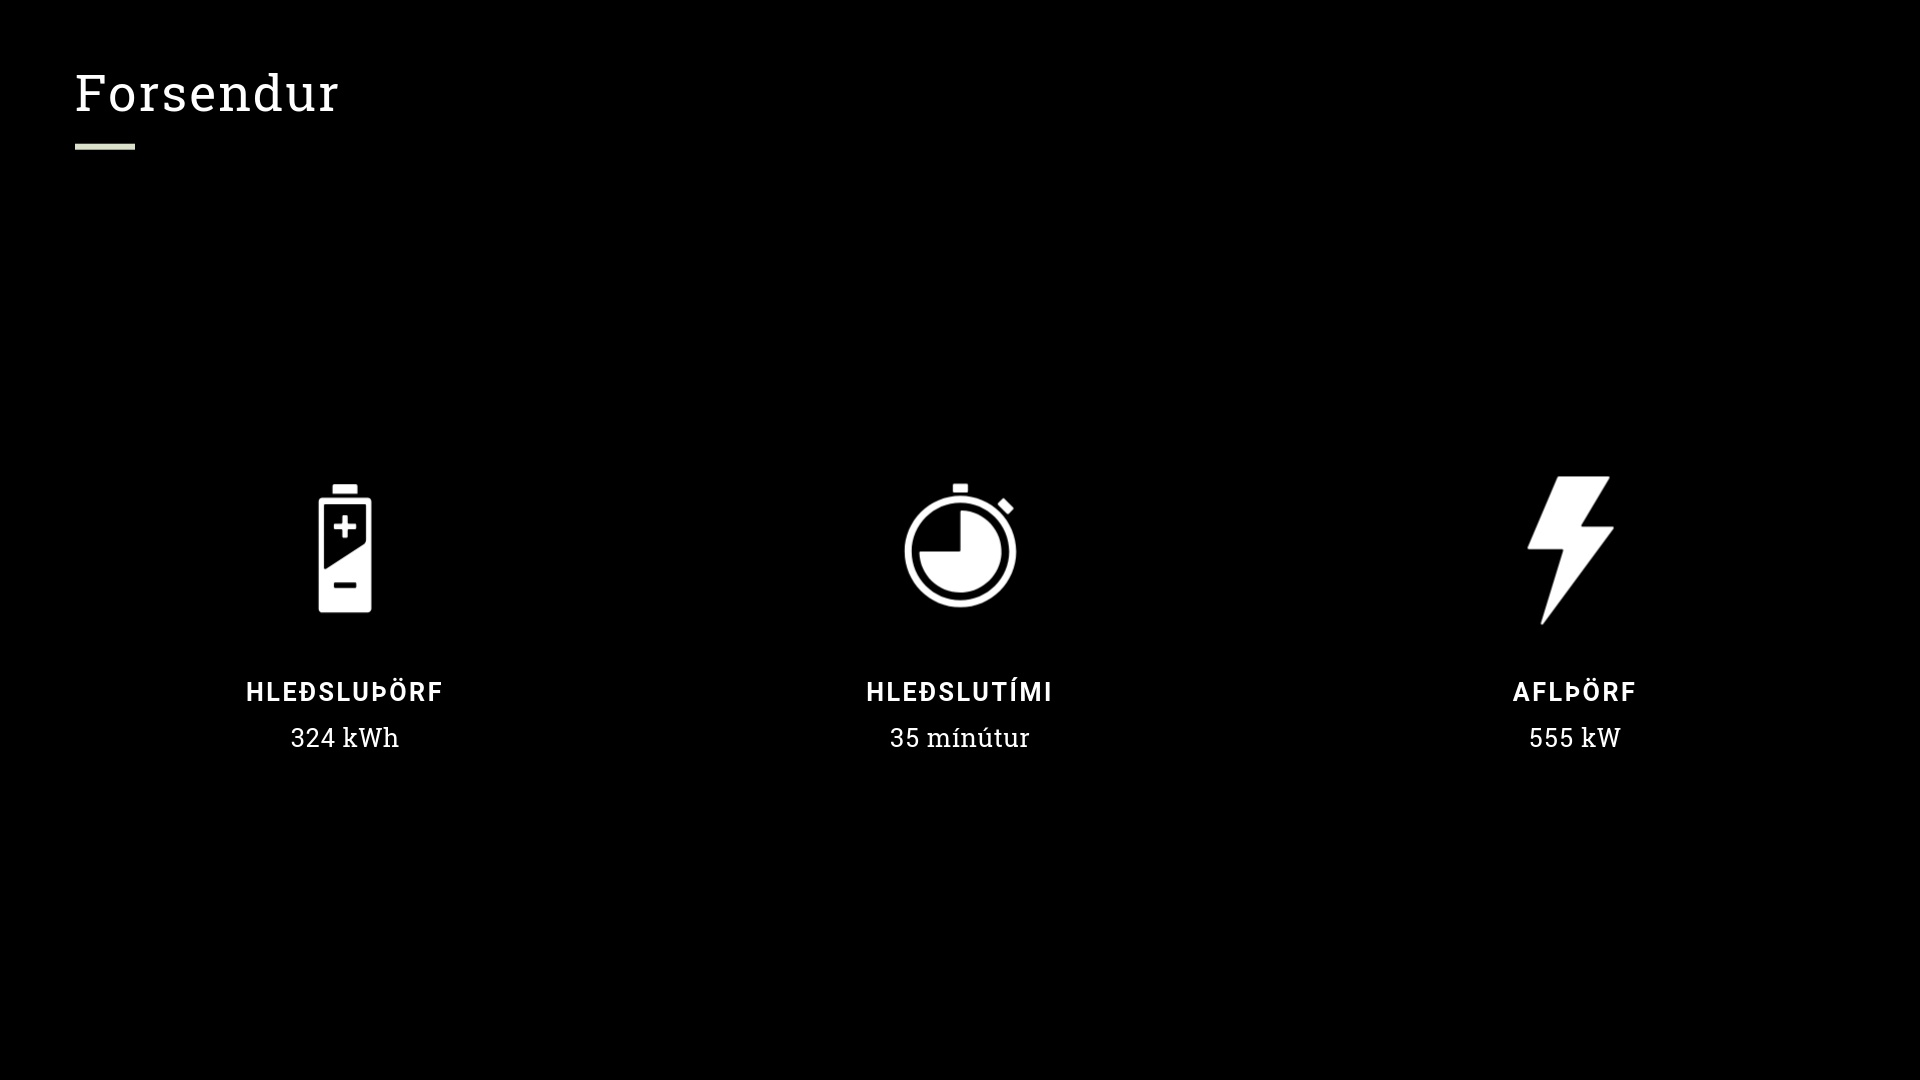 Forsendur
HLEÐSLUÞÖRF
324 kWh
HLEÐSLUTÍMI
35 mínútur
AFLÞÖRF
555 kW